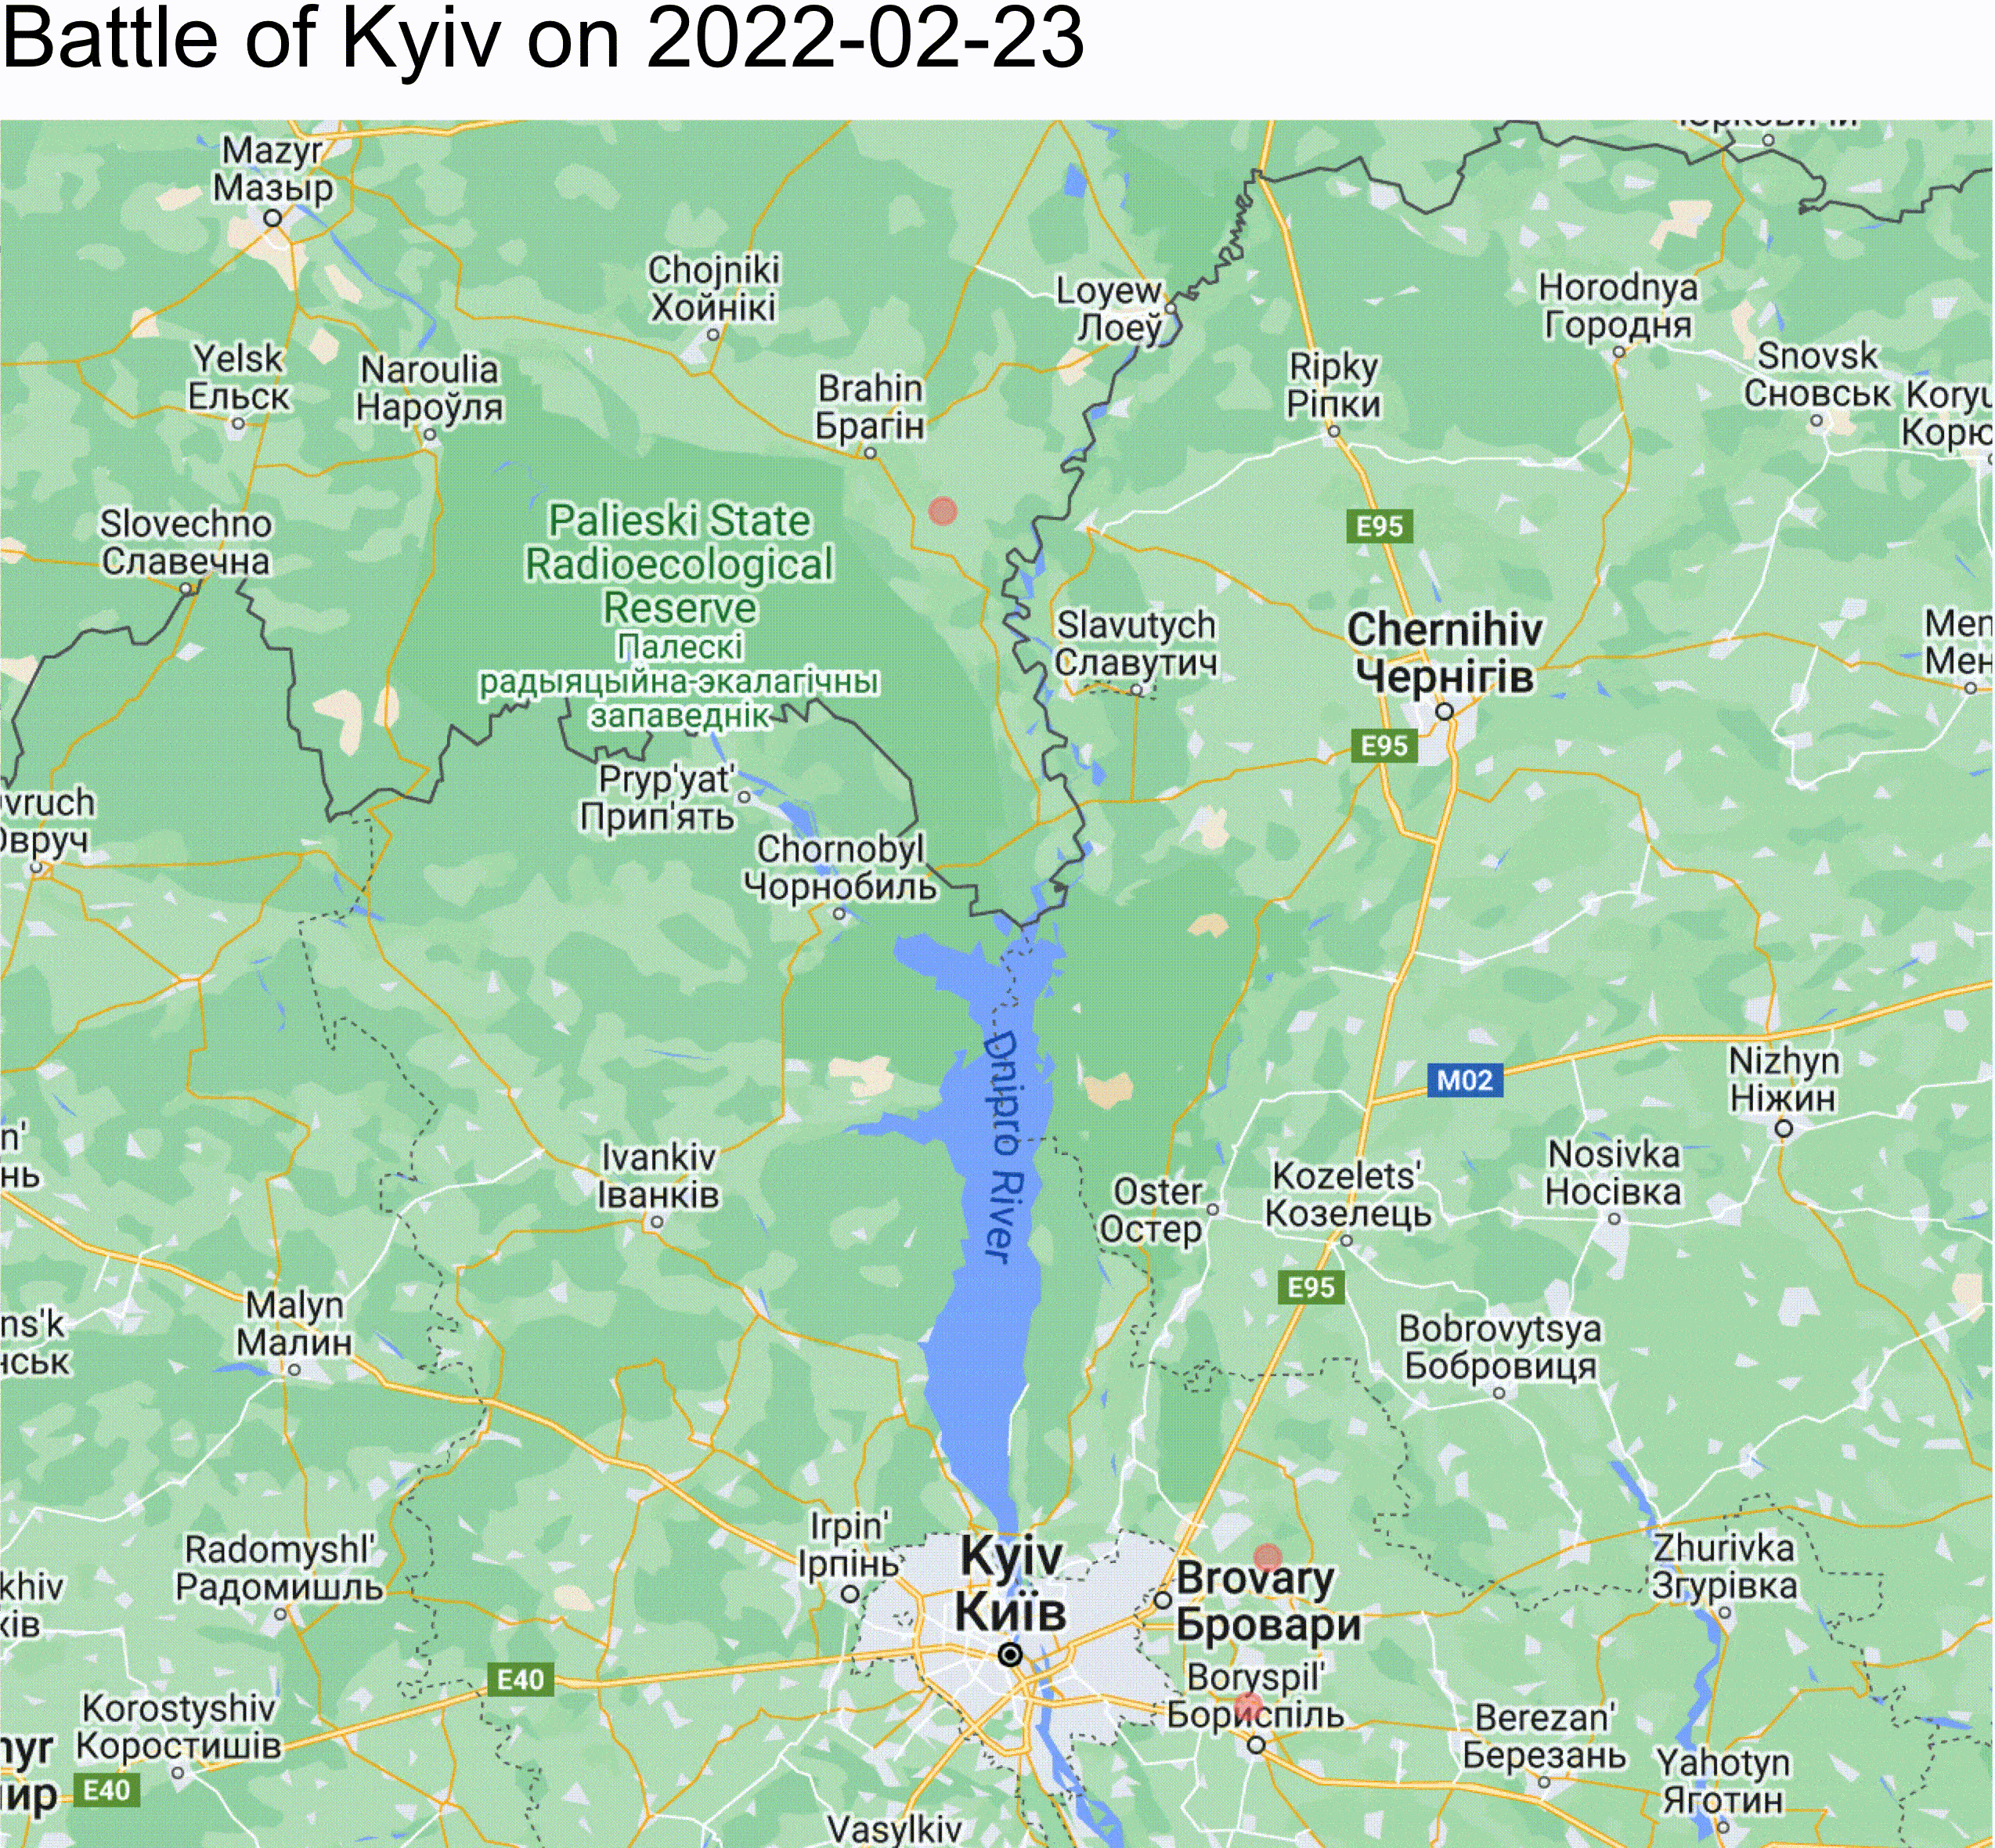 Battle of Kyiv on 2022-02-23
Mazyr
Мазыр
Chojniki
Хойнікі
Loyew
Лоеў
Horodnya
Городня
Yelsk
Ельск
Naroulia
Нароўля
Brahin
Брагін
Ripky
Ріпки
Snovsk
Сновськ
Koryu
Корю
Slovechno
Славечна
Palieski State
Radioecological
Reserve
Палескі
радыяцыйна-экалагічны
запаведнік
E95
Slavutych
Славутич
Chernihiv
Чернігів
Men
Мен
E95
Pryp'yat'
Прип'ять
vruch
Овруч
Chornobyl
Чорнобиль
Dnipro River
M02
Nizhyn
Ніжин
n'
нь
Ivankiv
Іванків
Oster
Остер
Kozelets'
Козелець
Nosivka
Носівка
E95
Malyn
Малин
ns'k
ськ
Bobrovytsya
Бобровиця
Irpin'
Ірпінь
Kyiv
Київ
Brovary
Бровари
Zhurivka
Згурівка
Radomyshl'
Радомишль
khiv
хів
E40
Boryspil'
Бориспіль
Korostyshiv
Коростишів
yr
ир
E40
Berezan'
Березань
Yahotyn
Яготин
Vasylkiv